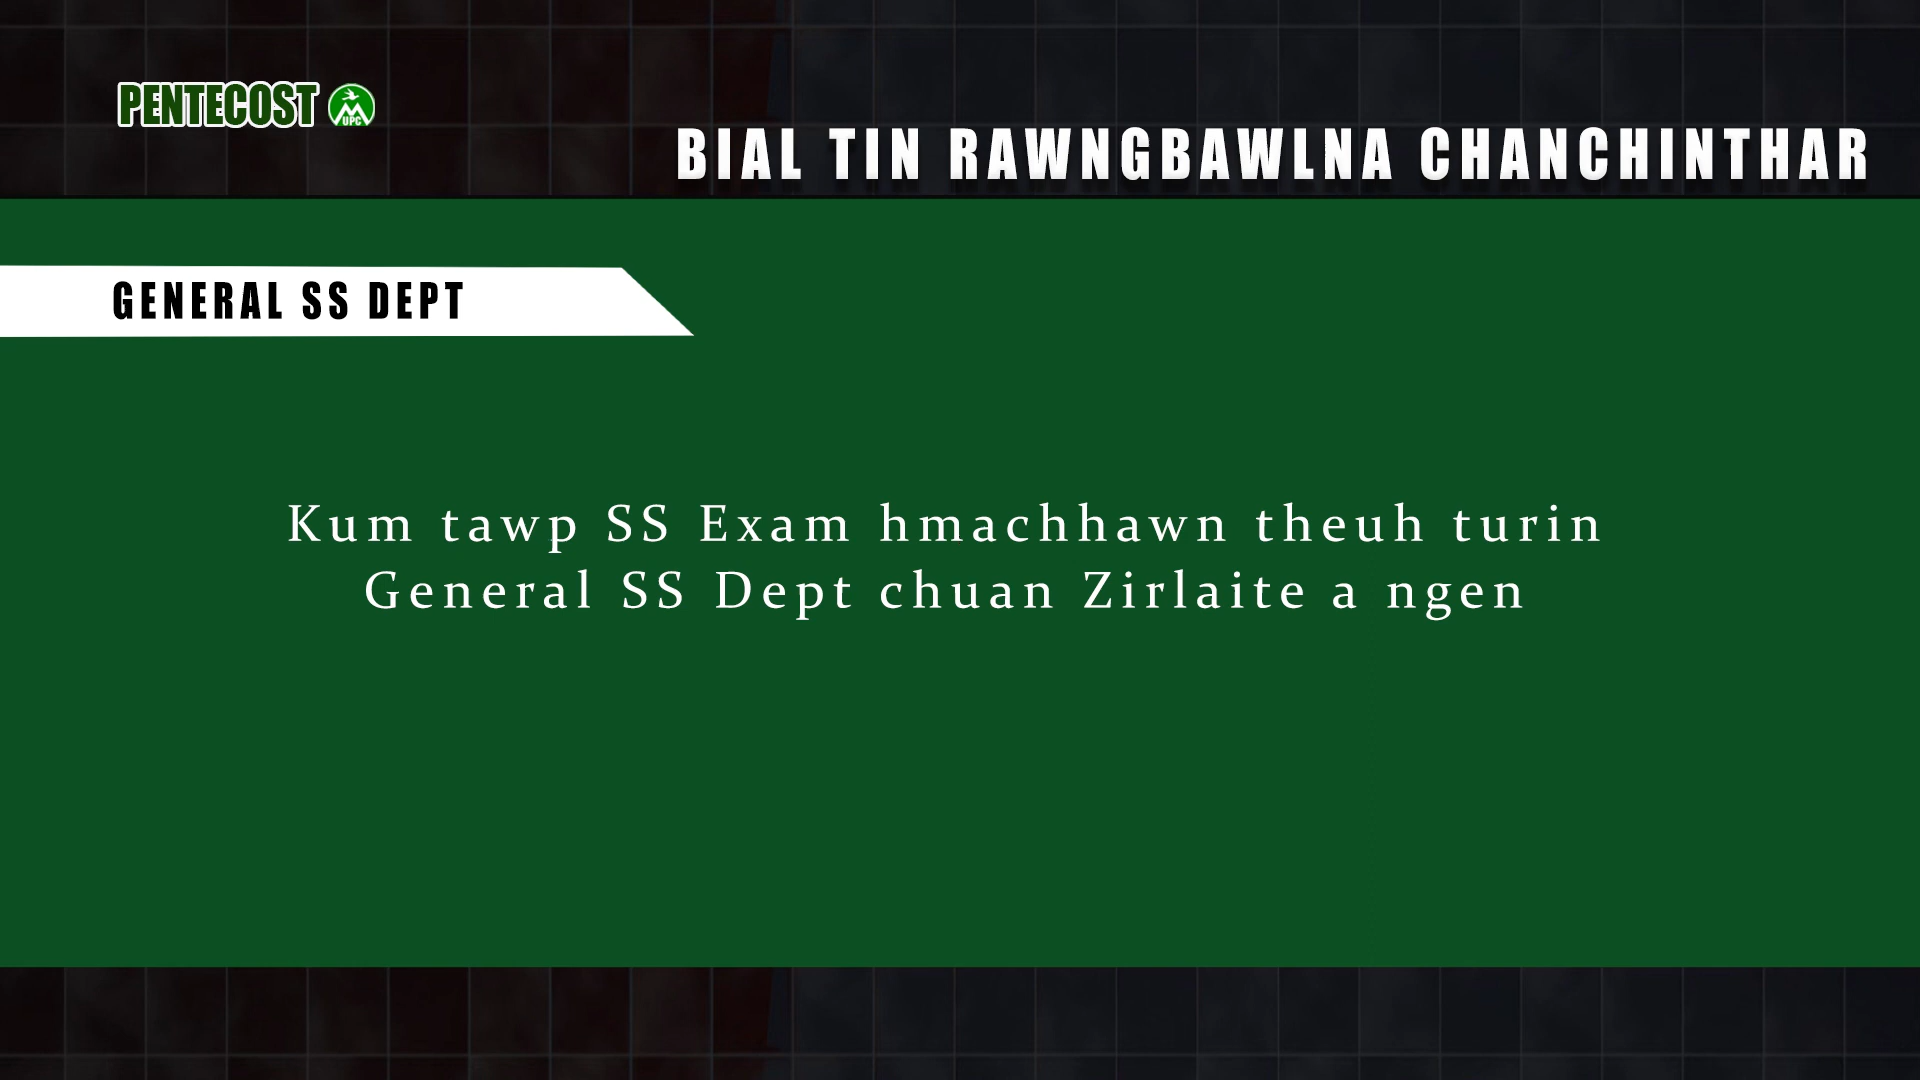 PENTECOST
UPC
BIAL TIN RAWNGBAWLNA CHANCHINTHAR
GENERAL SS DEPT
Kum tawp SS Exam hmachhawn theuh turin
General SS Dept chuan Zirlaite a ngen